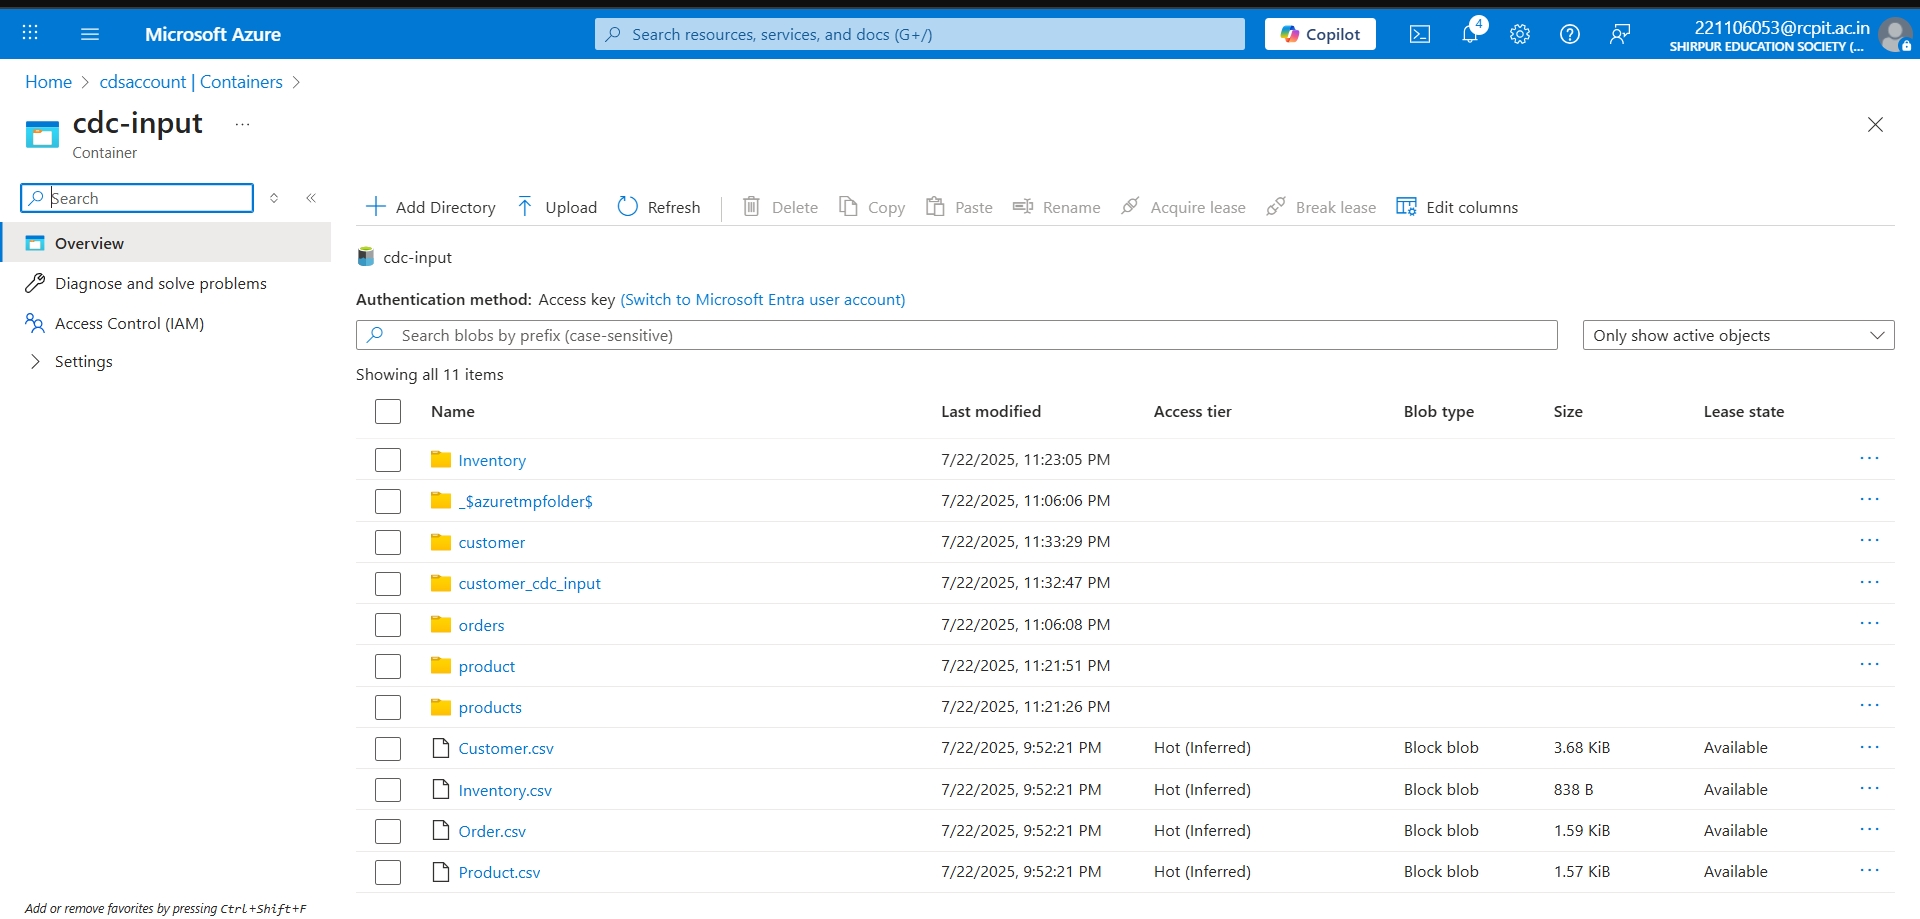 Microsoft Azure
Search resources, services, and docs (G+/)
Copilot
4
221106053@rcpit.ac.in
SHIRPUR EDUCATION SOCIETY (...
Home > cdsaccount | Containers >
cdc-input ...
Container
Search
Overview
Diagnose and solve problems
Access Control (IAM)
Settings
Add or remove favorites by pressing Ctrl+Shift+F
Add Directory Upload Refresh Delete Copy Paste Rename Acquire lease Break lease Edit columns
cdc-input
Authentication method: Access key (Switch to Microsoft Entra user account)
Search blobs by prefix (case-sensitive) Only show active objects
Showing all 11 items
Name Last modified Access tier Blob type Size Lease state
Inventory 7/22/2025, 11:23:05 PM ...
_$azuretmpfolder$ 7/22/2025, 11:06:06 PM ...
customer 7/22/2025, 11:33:29 PM ...
customer_cdc_input 7/22/2025, 11:32:47 PM ...
orders 7/22/2025, 11:06:08 PM ...
product 7/22/2025, 11:21:51 PM ...
products 7/22/2025, 11:21:26 PM ...
Customer.csv 7/22/2025, 9:52:21 PM Hot (Inferred) Block blob 3.68 KiB Available ...
Inventory.csv 7/22/2025, 9:52:21 PM Hot (Inferred) Block blob 838 B Available ...
Order.csv 7/22/2025, 9:52:21 PM Hot (Inferred) Block blob 1.59 KiB Available ...
Product.csv 7/22/2025, 9:52:21 PM Hot (Inferred) Block blob 1.57 KiB Available ...